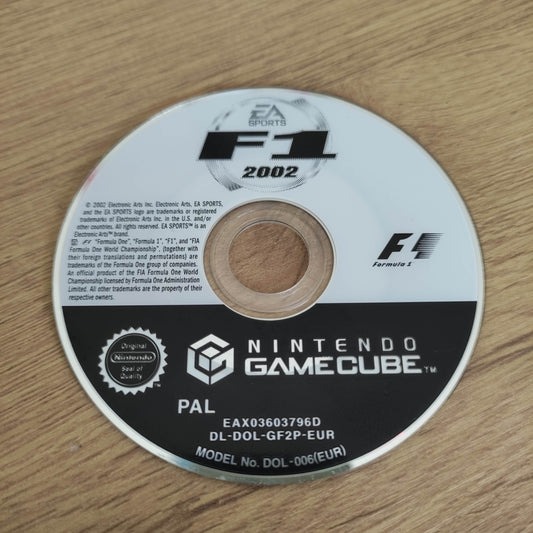 EA
SPORTS
F1
2002
© 2002 Electronic Arts Inc. Electronic Arts, EA SPORTS,
and the EA SPORTS logo are trademarks or registered
trademarks of Electronic Arts Inc. in the U.S. and/or
other countries. All rights reserved. EA SPORTS™ is an
Electronic Arts™ brand.
F1 "Formula One", "Formula 1", "F1", and "FIA
Formula One World Championship", (together with
their foreign translations and permutations) are
trademarks of the Formula One group of companies.
An official product of the FIA Formula One World
Championship licensed by Formula One Administration
Limited. All other trademarks are the property of their
respective owners.
F1
Formula 1
Original
Nintendo
Seal of
Quality
NINTENDO
GAMECUBE™
PAL
EAX03603796D
DL-DOL-GF2P-EUR
MODEL No. DOL-006(EUR)